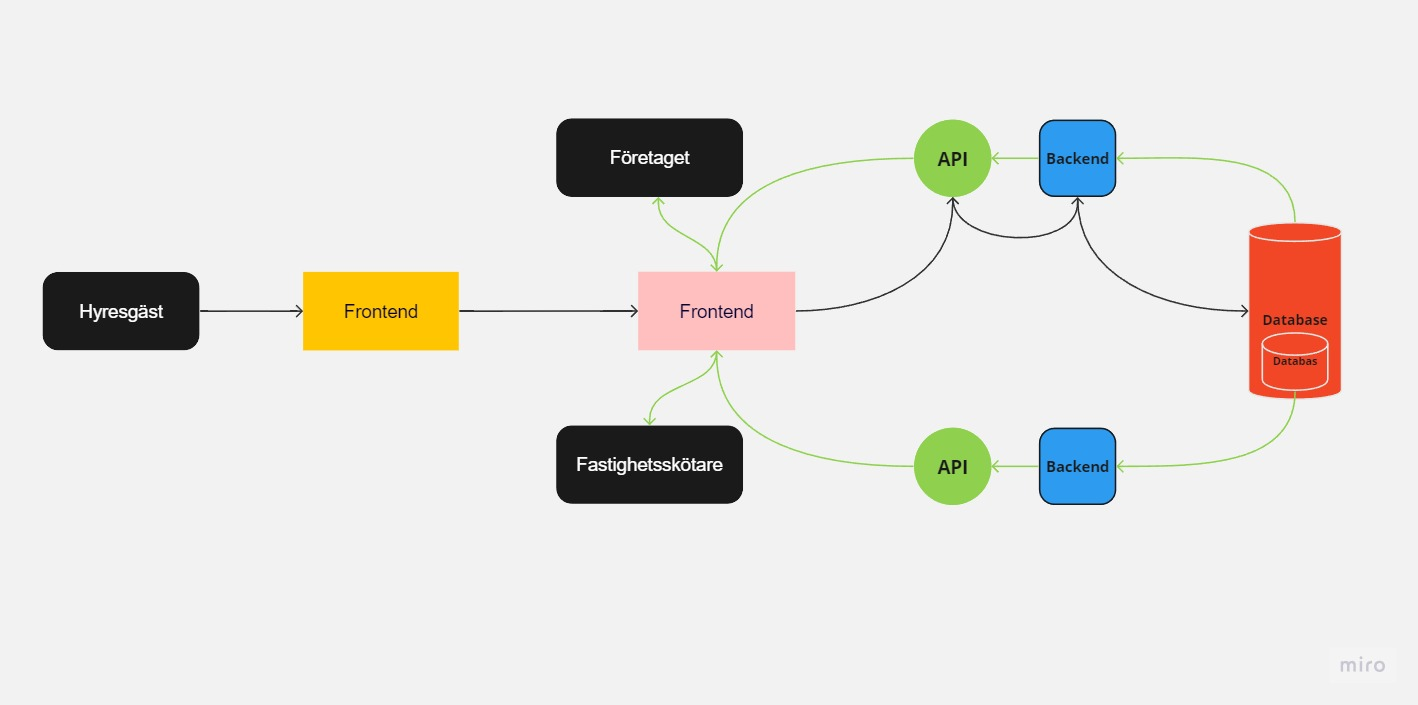 Företaget
API
Backend
Hyresgäst
Frontend
Frontend
Database
Databas
Fastighetsskötare
API
Backend
miro